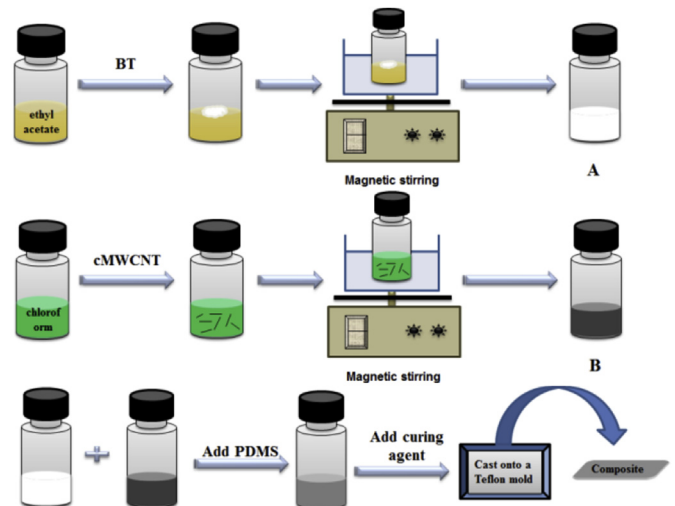 BT
ethyl
acetate
Magnetic stirring
A
cMWCNT
chlorof
orm
Magnetic stirring
B
Add PDMS
Add curing
agent
Cast onto a
Teflon mold
Composite